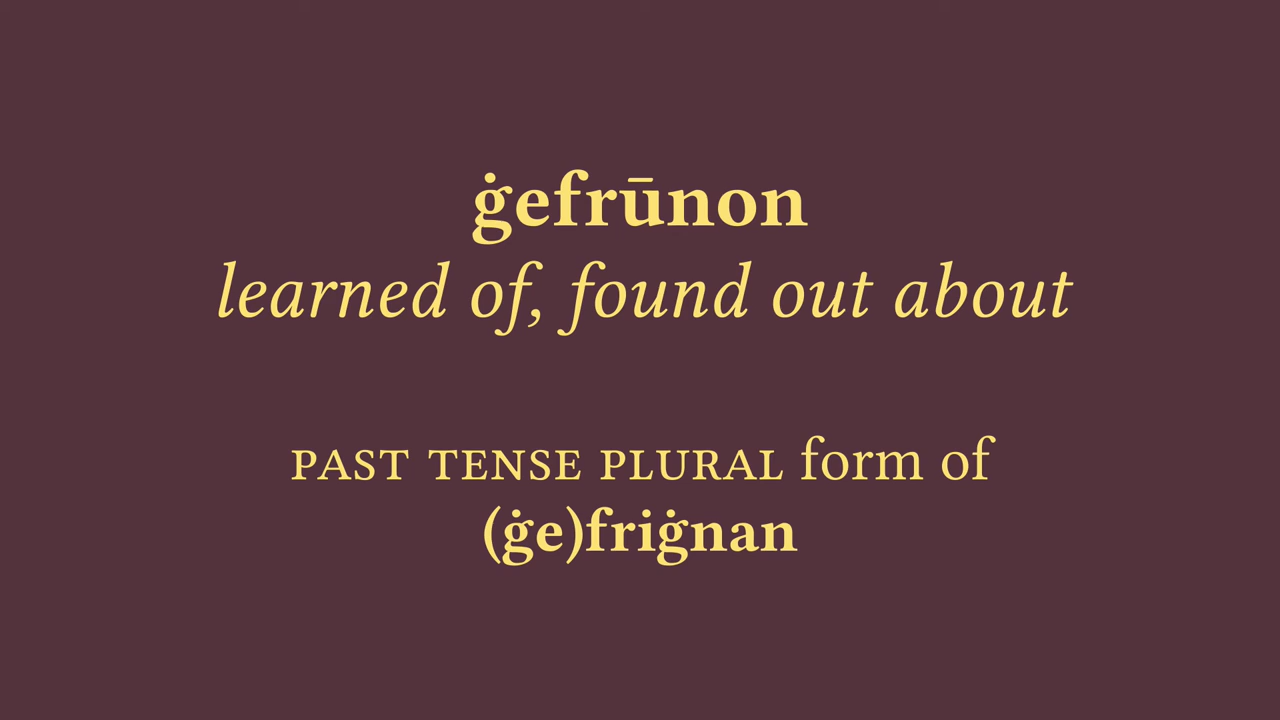 ġefrūnon
learned of, found out about
PAST TENSE PLURAL form of
(ġe)friġnan